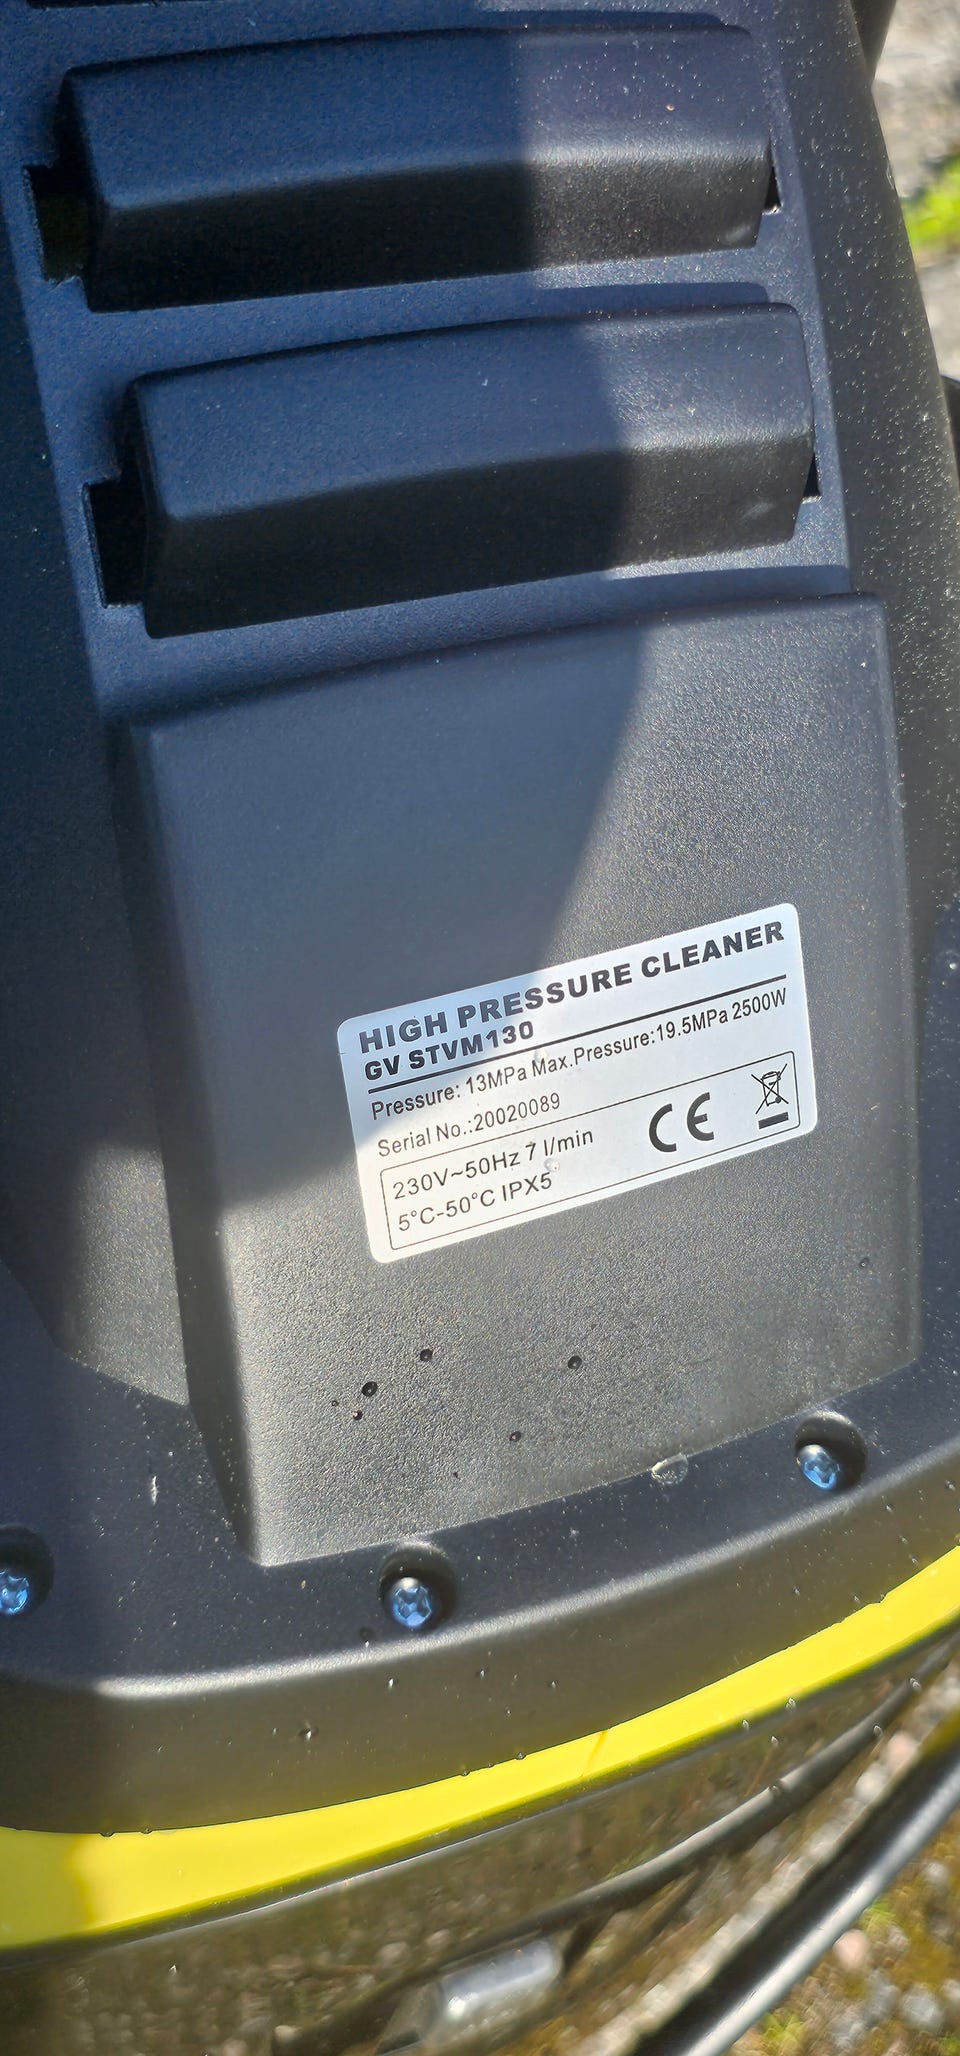 HIGH PRESSURE CLEANER
GV STVM130
Pressure: 13MPa Max.Pressure:19.5MPa 2500W
Serial No.:20020089
230V~50Hz 7 l/min
5°C-50°C IPX5
CE